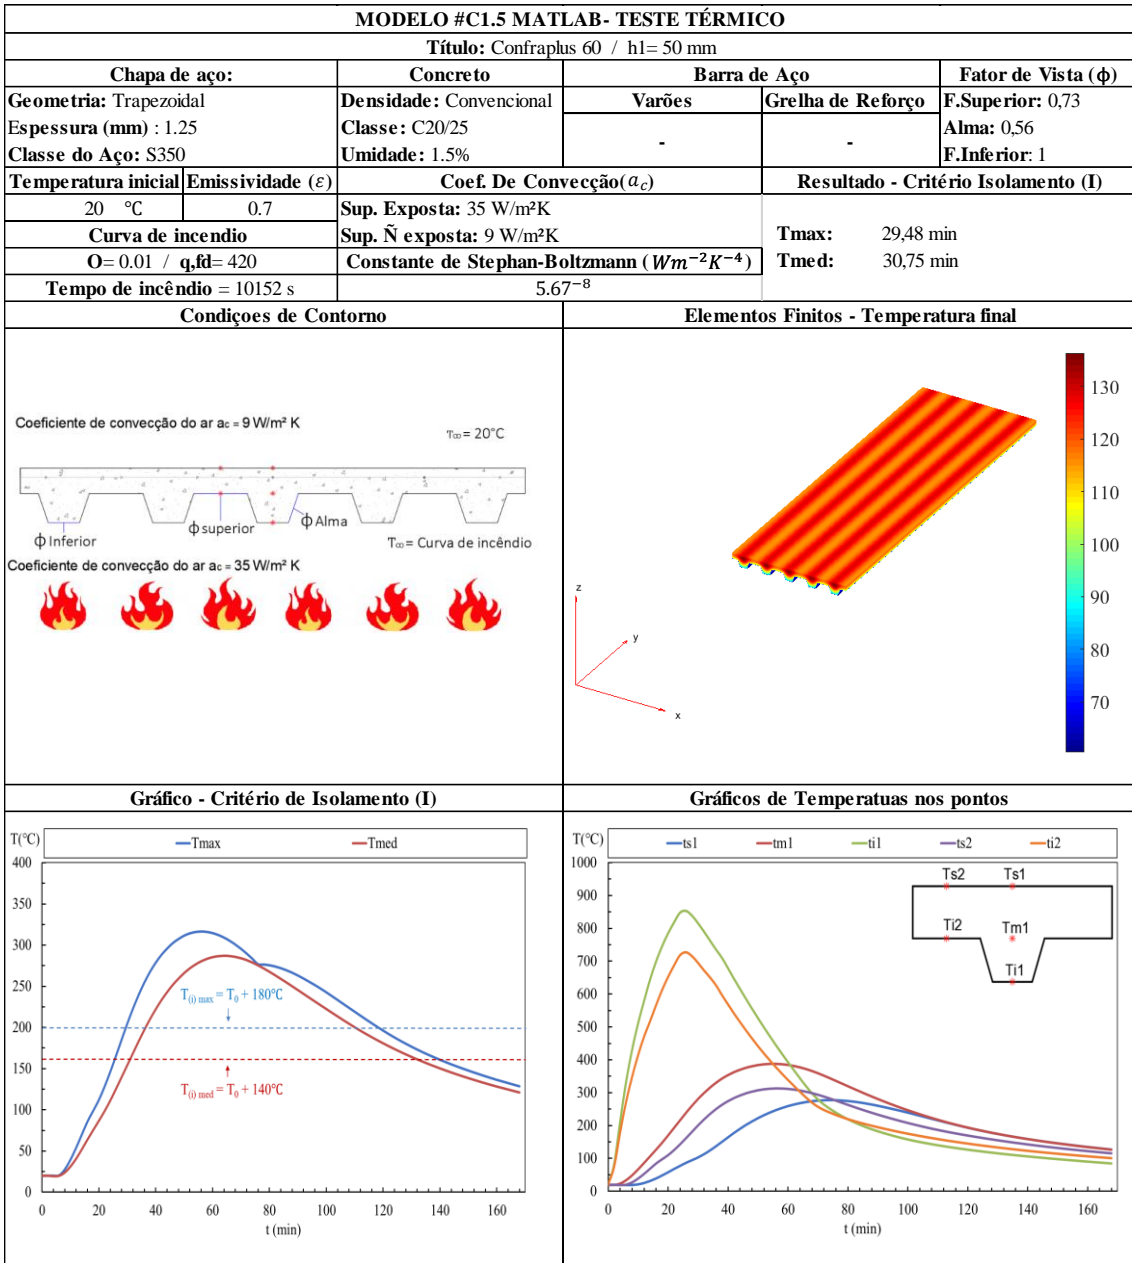 MODELO #C1.5 MATLAB- TESTE TÉRMICO
Título: Confraplus 60 / h1= 50 mm
Chapa de aço:
Concreto
Barra de Aço
Fator de Vista (ϕ)
Geometria: Trapezoidal
Espessura (mm) : 1.25
Classe do Aço: S350
Densidade: Convencional
Classe: C20/25
Umidade: 1.5%
Varões
Grelha de Reforço
-
-
F.Superior: 0,73
Alma: 0,56
F.Inferior: 1
Temperatura inicial
Emissividade (ε)
Coef. De Convecção(a_c)
Resultado - Critério Isolamento (I)
20 °C
0.7
Sup. Exposta: 35 W/m²K
Sup. Ñ exposta: 9 W/m²K
Curva de incendio
O= 0.01 / q,fd= 420
Tempo de incêndio = 10152 s
Constante de Stephan-Boltzmann (Wm⁻²K⁻⁴)
5.67⁻⁸
Tmax: 29,48 min
Tmed: 30,75 min
Condiçoes de Contorno
Elementos Finitos - Temperatura final
Coeficiente de convecção do ar ac = 9 W/m² K
T∞ = 20°C
ϕ Inferior
ϕ superior
ϕ Alma
T∞ = Curva de incêndio
Coeficiente de convecção do ar ac = 35 W/m² K
z
y
x
130
120
110
100
90
80
70
Gráfico - Critério de Isolamento (I)
Gráficos de Temperatuas nos pontos
T(°C)
Tmax
Tmed
400
350
300
250
200
150
100
50
0
T(i) max = T0 + 180°C
T(i) med = T0 + 140°C
0 20 40 60 80 100 120 140 160
t (min)
T(°C)
ts1
tm1
ti1
ts2
ti2
1000
900
800
700
600
500
400
300
200
100
0
Ts2
Ts1
Ti2
Tm1
Ti1
0 20 40 60 80 100 120 140 160
t (min)